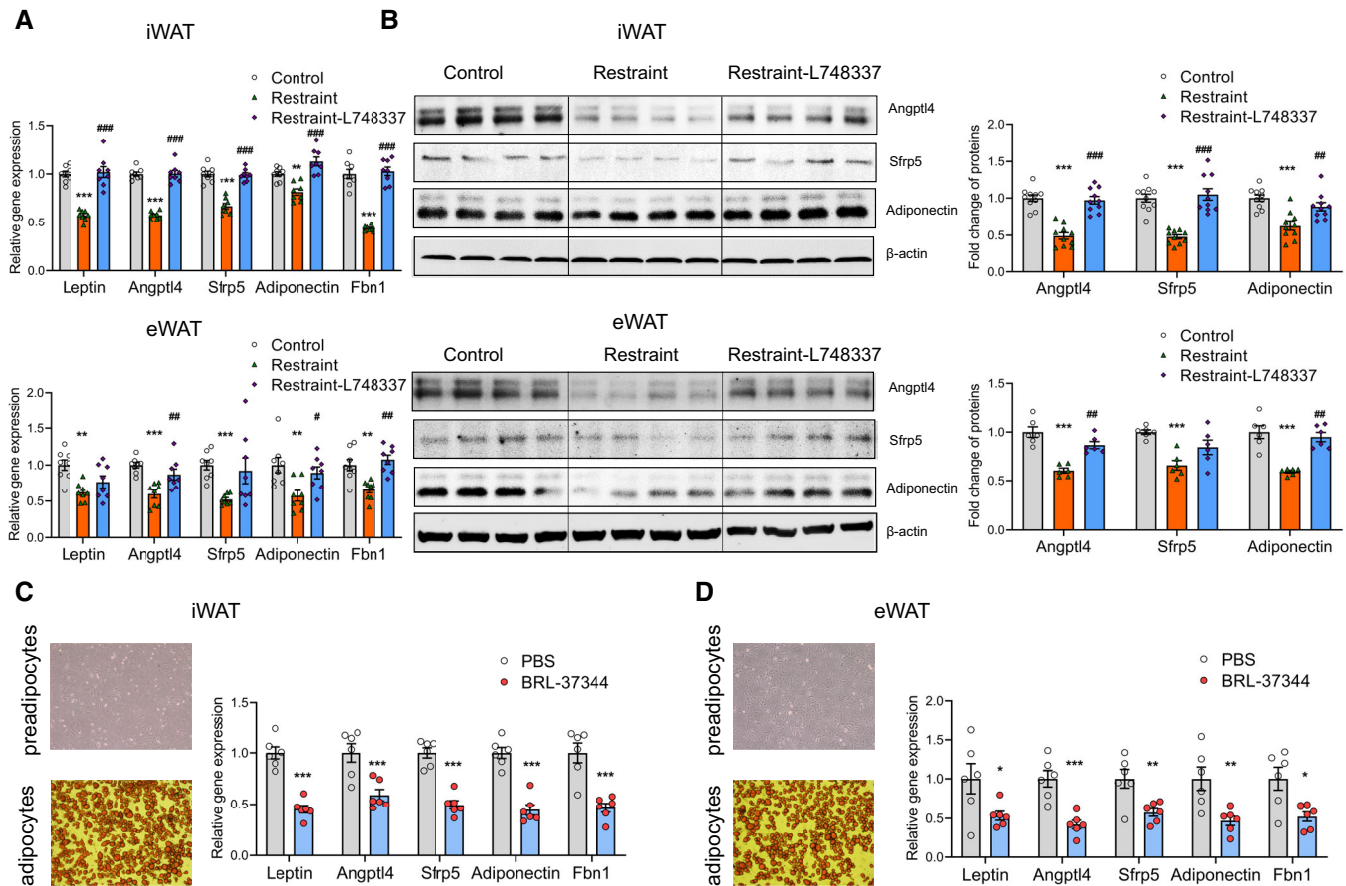 A
iWAT
Control
Restraint
Restraint-L748337
Relative gene expression
1.5
1.0
0.5
0.0
***
###
***
###
***
###
**
###
***
###
Leptin
Angptl4
Sfrp5
Adiponectin
Fbn1
eWAT
Control
Restraint
Restraint-L748337
Relative gene expression
2.0
1.5
1.0
0.5
0.0
**
***
##
***
**
#
**
##
Leptin
Angptl4
Sfrp5
Adiponectin
Fbn1
B
iWAT
Control
Restraint
Restraint-L748337
Angptl4
Sfrp5
Adiponectin
β-actin
Control
Restraint
Restraint-L748337
Fold change of proteins
2.0
1.5
1.0
0.5
0.0
***
###
***
###
***
##
Angptl4
Sfrp5
Adiponectin
eWAT
Control
Restraint
Restraint-L748337
Angptl4
Sfrp5
Adiponectin
β-actin
Control
Restraint
Restraint-L748337
Fold change of proteins
1.5
1.0
0.5
0.0
***
##
***
***
##
Angptl4
Sfrp5
Adiponectin
C
iWAT
preadipocytes
adipocytes
PBS
BRL-37344
Relative gene expression
1.5
1.0
0.5
0.0
***
***
***
***
***
Leptin
Angptl4
Sfrp5
Adiponectin
Fbn1
D
eWAT
preadipocytes
adipocytes
PBS
BRL-37344
Relative gene expression
2.0
1.5
1.0
0.5
0.0
*
***
**
**
*
Leptin
Angptl4
Sfrp5
Adiponectin
Fbn1